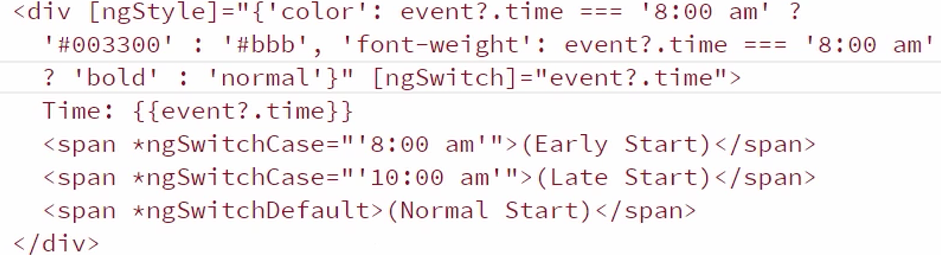 <div [ngStyle]="{'color': event?.time === '8:00 am' ?
'#003300' : '#bbb', 'font-weight': event?.time === '8:00 am'
? 'bold' : 'normal'}" [ngSwitch]="event?.time">
Time: {{event?.time}}
<span *ngSwitchCase="'8:00 am'">(Early Start)</span>
<span *ngSwitchCase="'10:00 am'">(Late Start)</span>
<span *ngSwitchDefault>(Normal Start)</span>
</div>